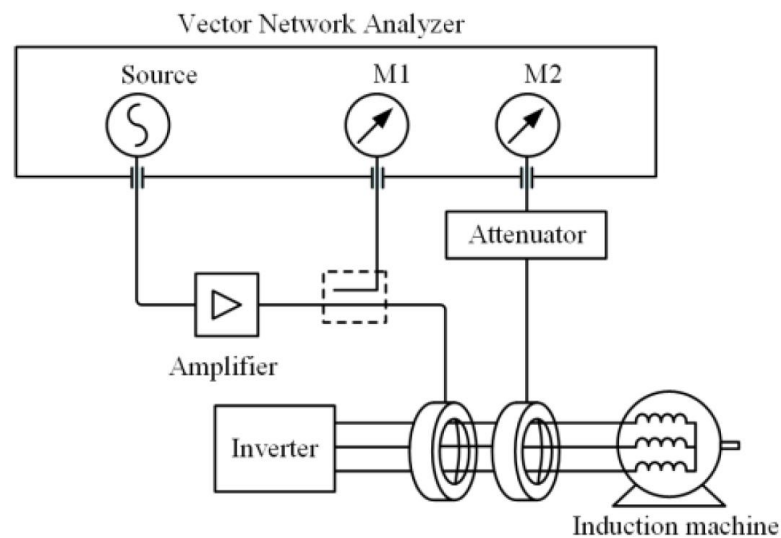 Vector Network Analyzer
Source
M1
M2
Attenuator
Amplifier
Inverter
Induction machine